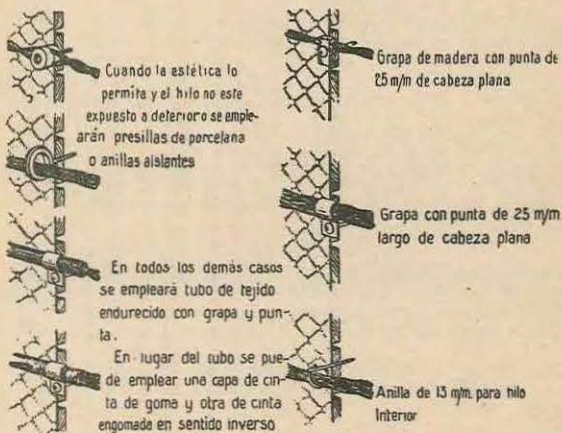 Cuando la estética lo
permita y el hilo no este
expuesto a deterioro se emple-
arán presillas de porcelana
o anillas aislantes
En todos los demás casos
se empleará tubo de tejido
endurecido con grapa y pun-
ta.
En lugar del tubo se pue-
de emplear una capa de cin-
ta de goma y otra de cinta
engomada en sentido inverso
Grapa de madera con punta de
25 m/m de cabeza plana
Grapa con punta de 25 m/m
largo de cabeza plana
Anilla de 13 m/m. para hilo
Interior